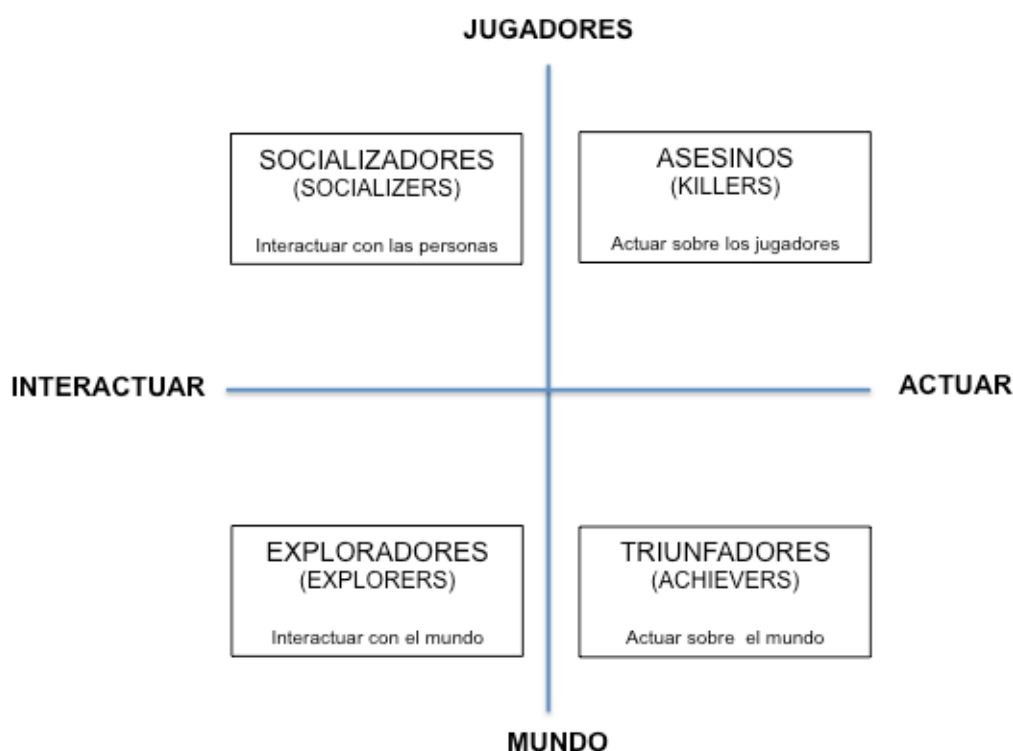 JUGADORES
SOCIALIZADORES
(SOCIALIZERS)
Interactuar con las personas
ASESINOS
(KILLERS)
Actuar sobre los jugadores
INTERACTUAR
ACTUAR
EXPLORADORES
(EXPLORERS)
Interactuar con el mundo
TRIUNFADORES
(ACHIEVERS)
Actuar sobre el mundo
MUNDO